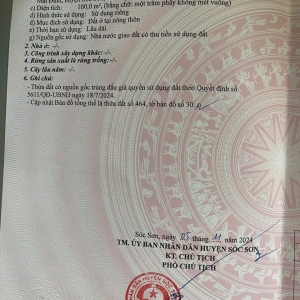 c) Diện tích: 100,0 m², (bằng chữ: một trăm phẩy không mét vuông)
d) Hình thức sử dụng: Sử dụng riêng
đ) Mục đích sử dụng: Đất ở tại nông thôn
e) Thời hạn sử dụng: Lâu dài
g) Nguồn gốc sử dụng: Nhà nước giao đất có thu tiền sử dụng đất.
2. Nhà ở: -/-.
3. Công trình xây dựng khác: -/-.
4. Rừng sản xuất là rừng trồng: -/-.
5. Cây lâu năm: -/-.
6. Ghi chú:
- Thửa đất có nguồn gốc trúng đấu giá quyền sử dụng đất theo Quyết định số
5611/QĐ-UBND ngày 18/7/2024.
- Cập nhật Bản đồ tổng thể là thửa đất số 464, tờ bản đồ số 30.
Sóc Sơn, ngày 05 tháng 11 năm 2024
TM. ỦY BAN NHÂN DÂN HUYỆN SÓC SƠN
KT. CHỦ TỊCH
PHÓ CHỦ TỊCH